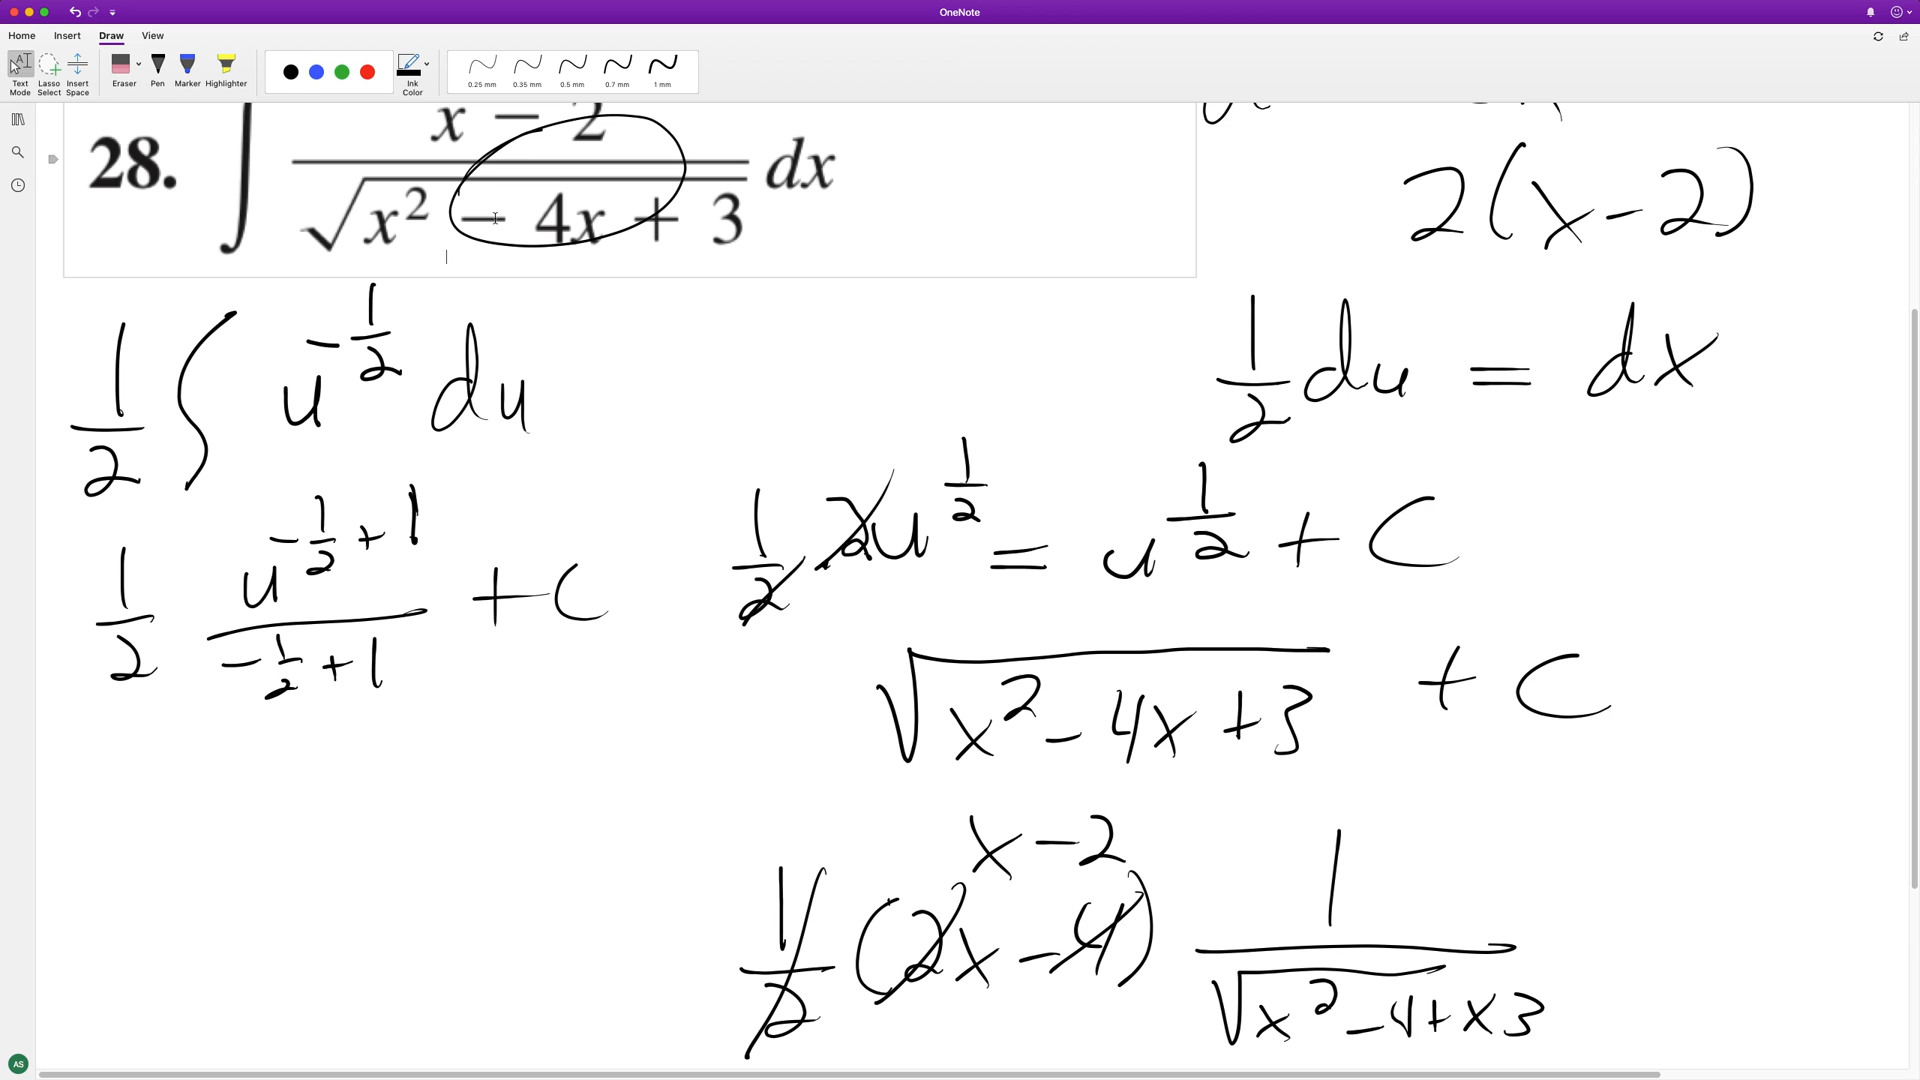 OneNote
Home Insert Draw View
Text Mode
Lasso Select
Insert Space
Eraser
Pen
Marker
Highlighter
Ink Color
0.25 mm
0.35 mm
0.5 mm
0.7 mm
1 mm
28. ∫ (x − 2)/√(x² − 4x + 3) dx
2(x − 2)
1/2 ∫ u^(-1/2) du
1/2 du = dx
1/2 2u^(1/2) = u^(1/2) + C
1/2 u^(-1/2 + 1)/(-1/2 + 1) + C
√(x² − 4x + 3) + C
x − 2
1/2 (2x − 4) 1/√(x² − 4 + x 3)
AS